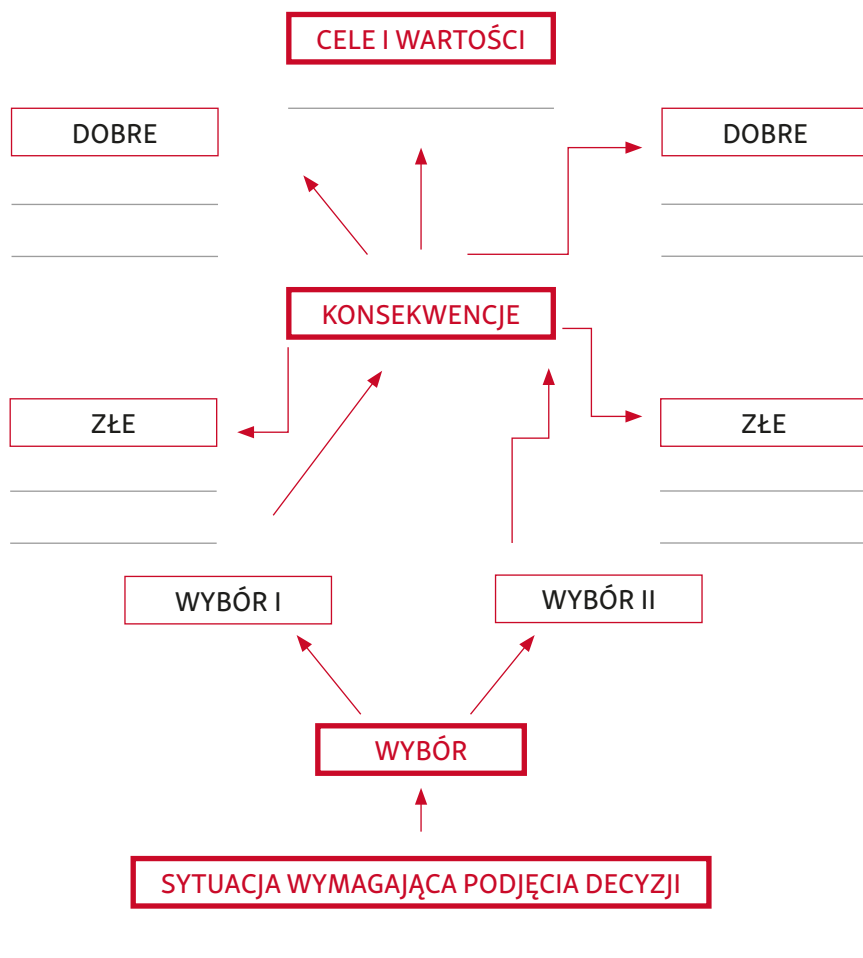 CELE I WARTOŚCI
DOBRE
DOBRE
KONSEKWENCJE
ZŁE
ZŁE
WYBÓR I
WYBÓR II
WYBÓR
SYTUACJA WYMAGAJĄCA PODJĘCIA DECYZJI